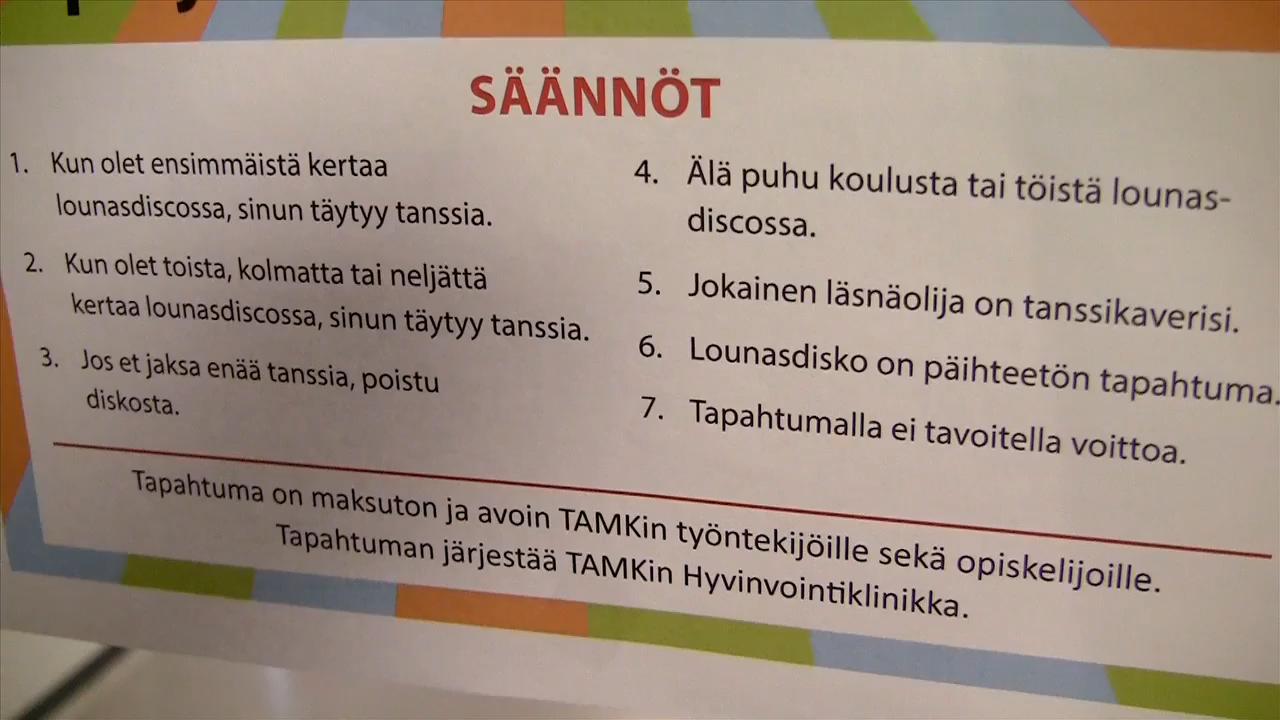 SÄÄNNÖT
1. Kun olet ensimmäistä kertaa
lounasdiscossa, sinun täytyy tanssia.
2. Kun olet toista, kolmatta tai neljättä
kertaa lounasdiscossa, sinun täytyy tanssia.
3. Jos et jaksa enää tanssia, poistu
diskosta.
4. Älä puhu koulusta tai töistä lounas-
discossa.
5. Jokainen läsnäolija on tanssikaverisi.
6. Lounasdisko on päihteetön tapahtuma.
7. Tapahtumalla ei tavoitella voittoa.
Tapahtuma on maksuton ja avoin TAMKin työntekijöille sekä opiskelijoille.
Tapahtuman järjestää TAMKin Hyvinvointiklinikka.